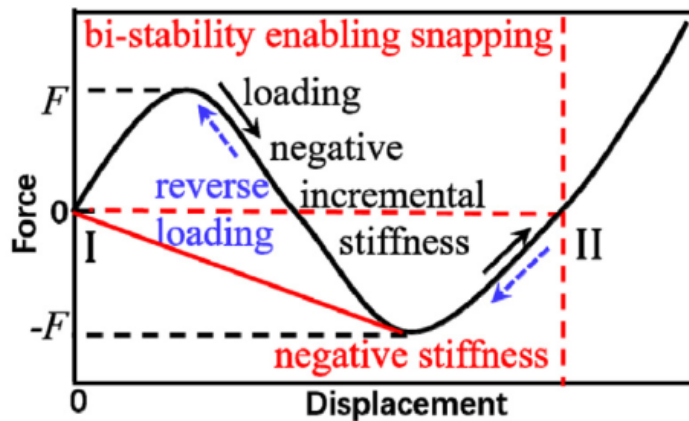 bi-stability enabling snapping
F
loading
negative
reverse
incremental
0
loading
stiffness
I
II
-F
negative stiffness
0
Displacement
Force